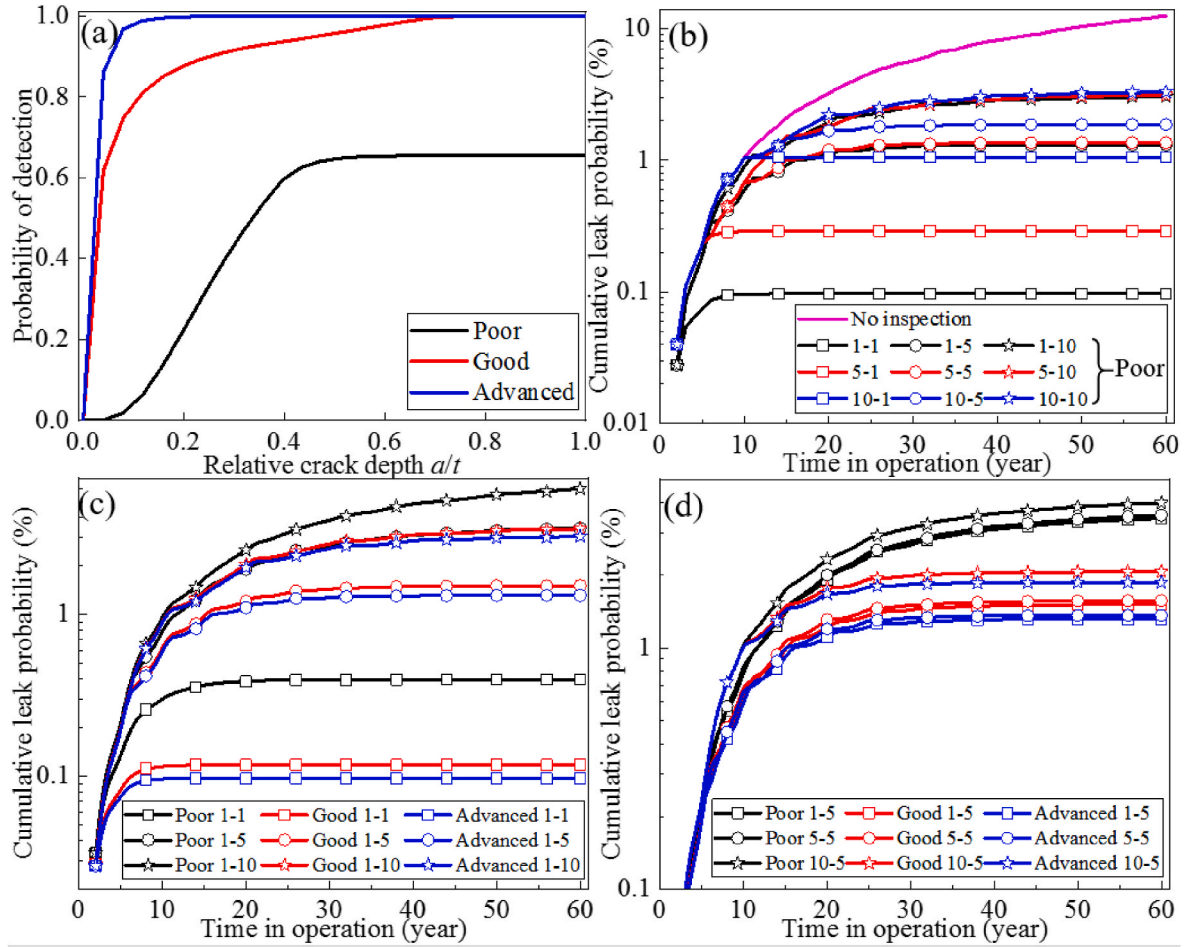 (a)
Probability of detection
1.0
0.8
0.6
0.4
0.2
0.0
0.0 0.2 0.4 0.6 0.8 1.0
Relative crack depth a/t
Poor
Good
Advanced
(b)
Cumulative leak probability (%)
10
1
0.1
0.01
0 10 20 30 40 50 60
Time in operation (year)
No inspection
1-1 1-5 1-10
5-1 5-5 5-10 Poor
10-1 10-5 10-10
(c)
Cumulative leak probability (%)
1
0.1
0 10 20 30 40 50 60
Time in operation (year)
Poor 1-1 Good 1-1 Advanced 1-1
Poor 1-5 Good 1-5 Advanced 1-5
Poor 1-10 Good 1-10 Advanced 1-10
(d)
Cumulative leak probability (%)
1
0.1
0 10 20 30 40 50 60
Time in operation (year)
Poor 1-5 Good 1-5 Advanced 1-5
Poor 5-5 Good 5-5 Advanced 5-5
Poor 10-5 Good 10-5 Advanced 10-5